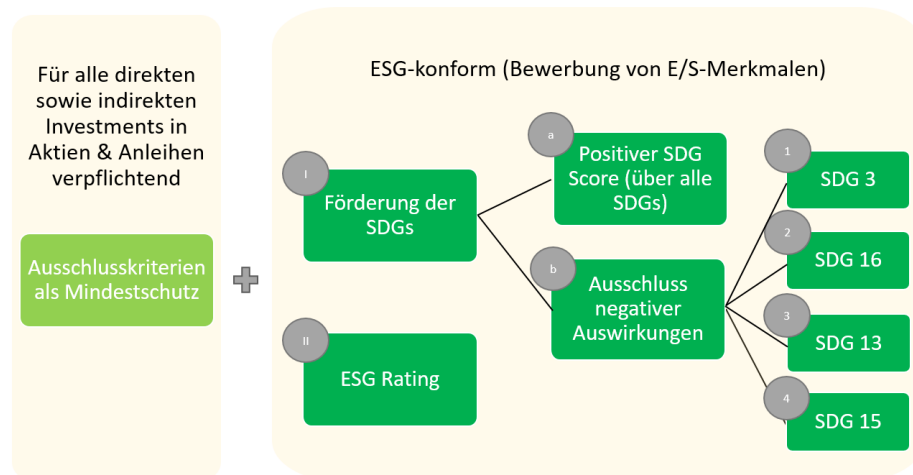 Für alle direkten
sowie indirekten
Investments in
Aktien & Anleihen
verpflichtend
Ausschlusskriterien
als Mindestschutz
ESG-konform (Bewerbung von E/S-Merkmalen)
I
Förderung der
SDGs
II
ESG Rating
a
Positiver SDG
Score (über alle
SDGs)
b
Ausschluss
negativer
Auswirkungen
1
SDG 3
2
SDG 16
3
SDG 13
4
SDG 15